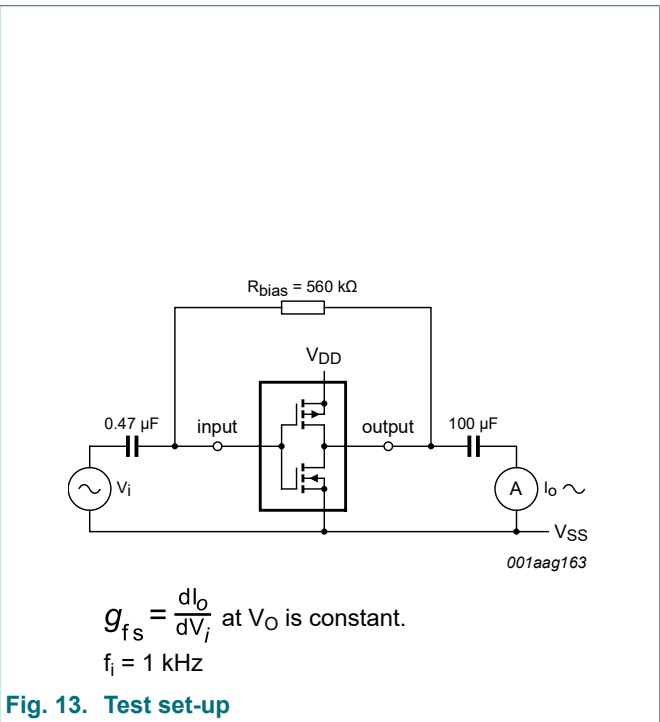 Rbias = 560 kΩ
VDD
0.47 µF
input
output
100 µF
Vi
A
Io
VSS
001aag163
gfs = dIo/dVi at VO is constant.
fi = 1 kHz
Fig. 13. Test set-up